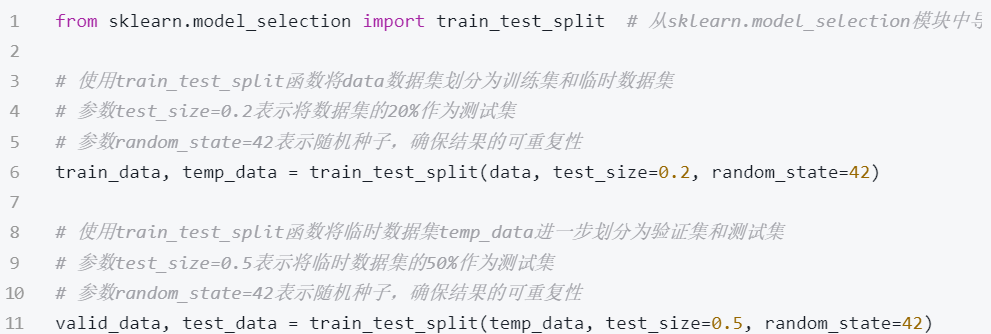 1 from sklearn.model_selection import train_test_split # 从sklearn.model_selection模块中
2
3 # 使用train_test_split函数将data数据集划分为训练集和临时数据集
4 # 参数test_size=0.2表示将数据集的20%作为测试集
5 # 参数random_state=42表示随机种子，确保结果的可重复性
6 train_data, temp_data = train_test_split(data, test_size=0.2, random_state=42)
7
8 # 使用train_test_split函数将临时数据集temp_data进一步划分为验证集和测试集
9 # 参数test_size=0.5表示将临时数据集的50%作为测试集
10 # 参数random_state=42表示随机种子，确保结果的可重复性
11 valid_data, test_data = train_test_split(temp_data, test_size=0.5, random_state=42)